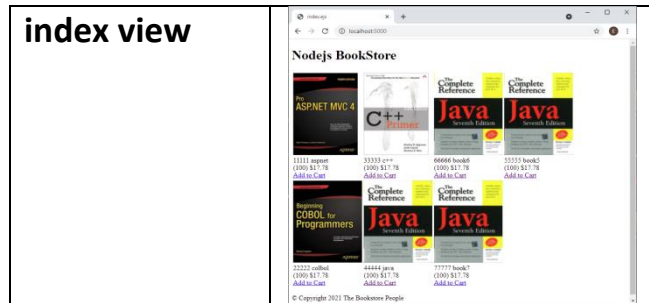 index view
index.ejs
localhost:5000
Nodejs BookStore
Pro
ASP.NET MVC 4
Apress
C++
Primer
The
Complete
Reference
Java
Seventh Edition
The
Complete
Reference
Java
Seventh Edition
11111 aspnet
(100) $17.78
Add to Cart
33333 c++
(100) $17.78
Add to Cart
66666 book6
(100) $17.78
Add to Cart
55555 book5
(100) $17.78
Add to Cart
Beginning
COBOL for
Programmers
Apress
The
Complete
Reference
Java
Seventh Edition
The
Complete
Reference
Java
Seventh Edition
22222 colbol
(100) $17.78
Add to Cart
44444 java
(100) $17.78
Add to Cart
77777 book7
(100) $17.78
Add to Cart
© Copyright 2021 The Bookstore People